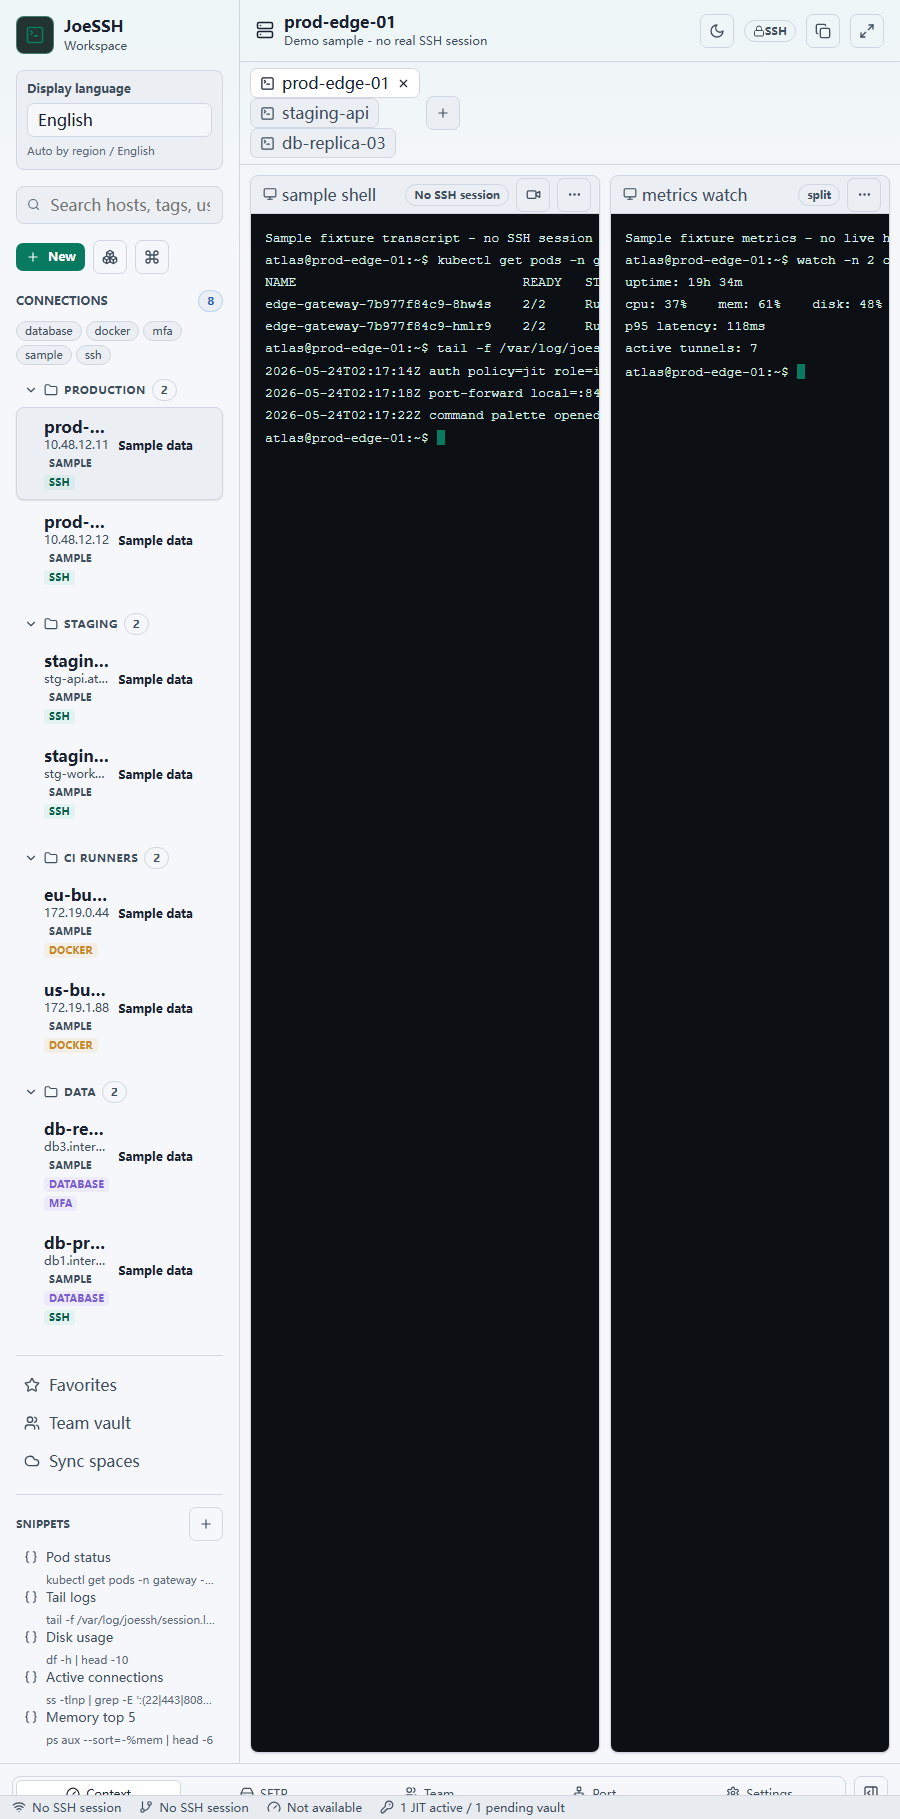 JoeSSH
Workspace
Display language
English
Auto by region / English
Search hosts, tags, us
New
CONNECTIONS
8
database
docker
mfa
sample
ssh
PRODUCTION
2
prod-...
10.48.12.11
Sample data
SAMPLE
SSH
prod-...
10.48.12.12
Sample data
SAMPLE
SSH
STAGING
2
stagin...
stg-api.at...
Sample data
SAMPLE
SSH
stagin...
stg-work...
Sample data
SAMPLE
SSH
CI RUNNERS
2
eu-bu...
172.19.0.44
Sample data
SAMPLE
DOCKER
us-bu...
172.19.1.88
Sample data
SAMPLE
DOCKER
DATA
2
db-re...
db3.inter...
Sample data
SAMPLE
DATABASE
MFA
db-pr...
db1.inter...
Sample data
SAMPLE
DATABASE
SSH
Favorites
Team vault
Sync spaces
SNIPPETS
Pod status
kubectl get pods -n gateway -...
Tail logs
tail -f /var/log/joessh/session.l...
Disk usage
df -h | head -10
Active connections
ss -tlnp | grep -E ':(22|443|808...
Memory top 5
ps aux --sort=-%mem | head -6
prod-edge-01
Demo sample - no real SSH session
SSH
prod-edge-01
staging-api
db-replica-03
sample shell
No SSH session
Sample fixture transcript - no SSH session
atlas@prod-edge-01:~$ kubectl get pods -n g
NAME READY ST
edge-gateway-7b977f84c9-8hw4s 2/2 Ru
edge-gateway-7b977f84c9-hmlr9 2/2 Ru
atlas@prod-edge-01:~$ tail -f /var/log/joes
2026-05-24T02:17:14Z auth policy=jit role=i
2026-05-24T02:17:18Z port-forward local=:84
2026-05-24T02:17:22Z command palette opened
atlas@prod-edge-01:~$
metrics watch
split
Sample fixture metrics - no live h
atlas@prod-edge-01:~$ watch -n 2 c
uptime: 19h 34m
cpu: 37% mem: 61% disk: 48%
p95 latency: 118ms
active tunnels: 7
atlas@prod-edge-01:~$
Context
SFTP
Team
Port
Settings
No SSH session
No SSH session
Not available
1 JIT active / 1 pending vault